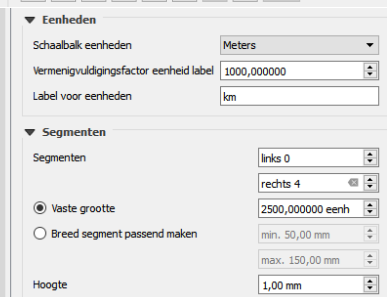 Eenheden
Schaalbalk eenheden Meters
Vermenigvuldigingsfactor eenheid label 1000,000000
Label voor eenheden km
Segmenten
Segmenten links 0
rechts 4
Vaste grootte 2500,000000 eenh
Breed segment passend maken min. 50,00 mm
max. 150,00 mm
Hoogte 1,00 mm